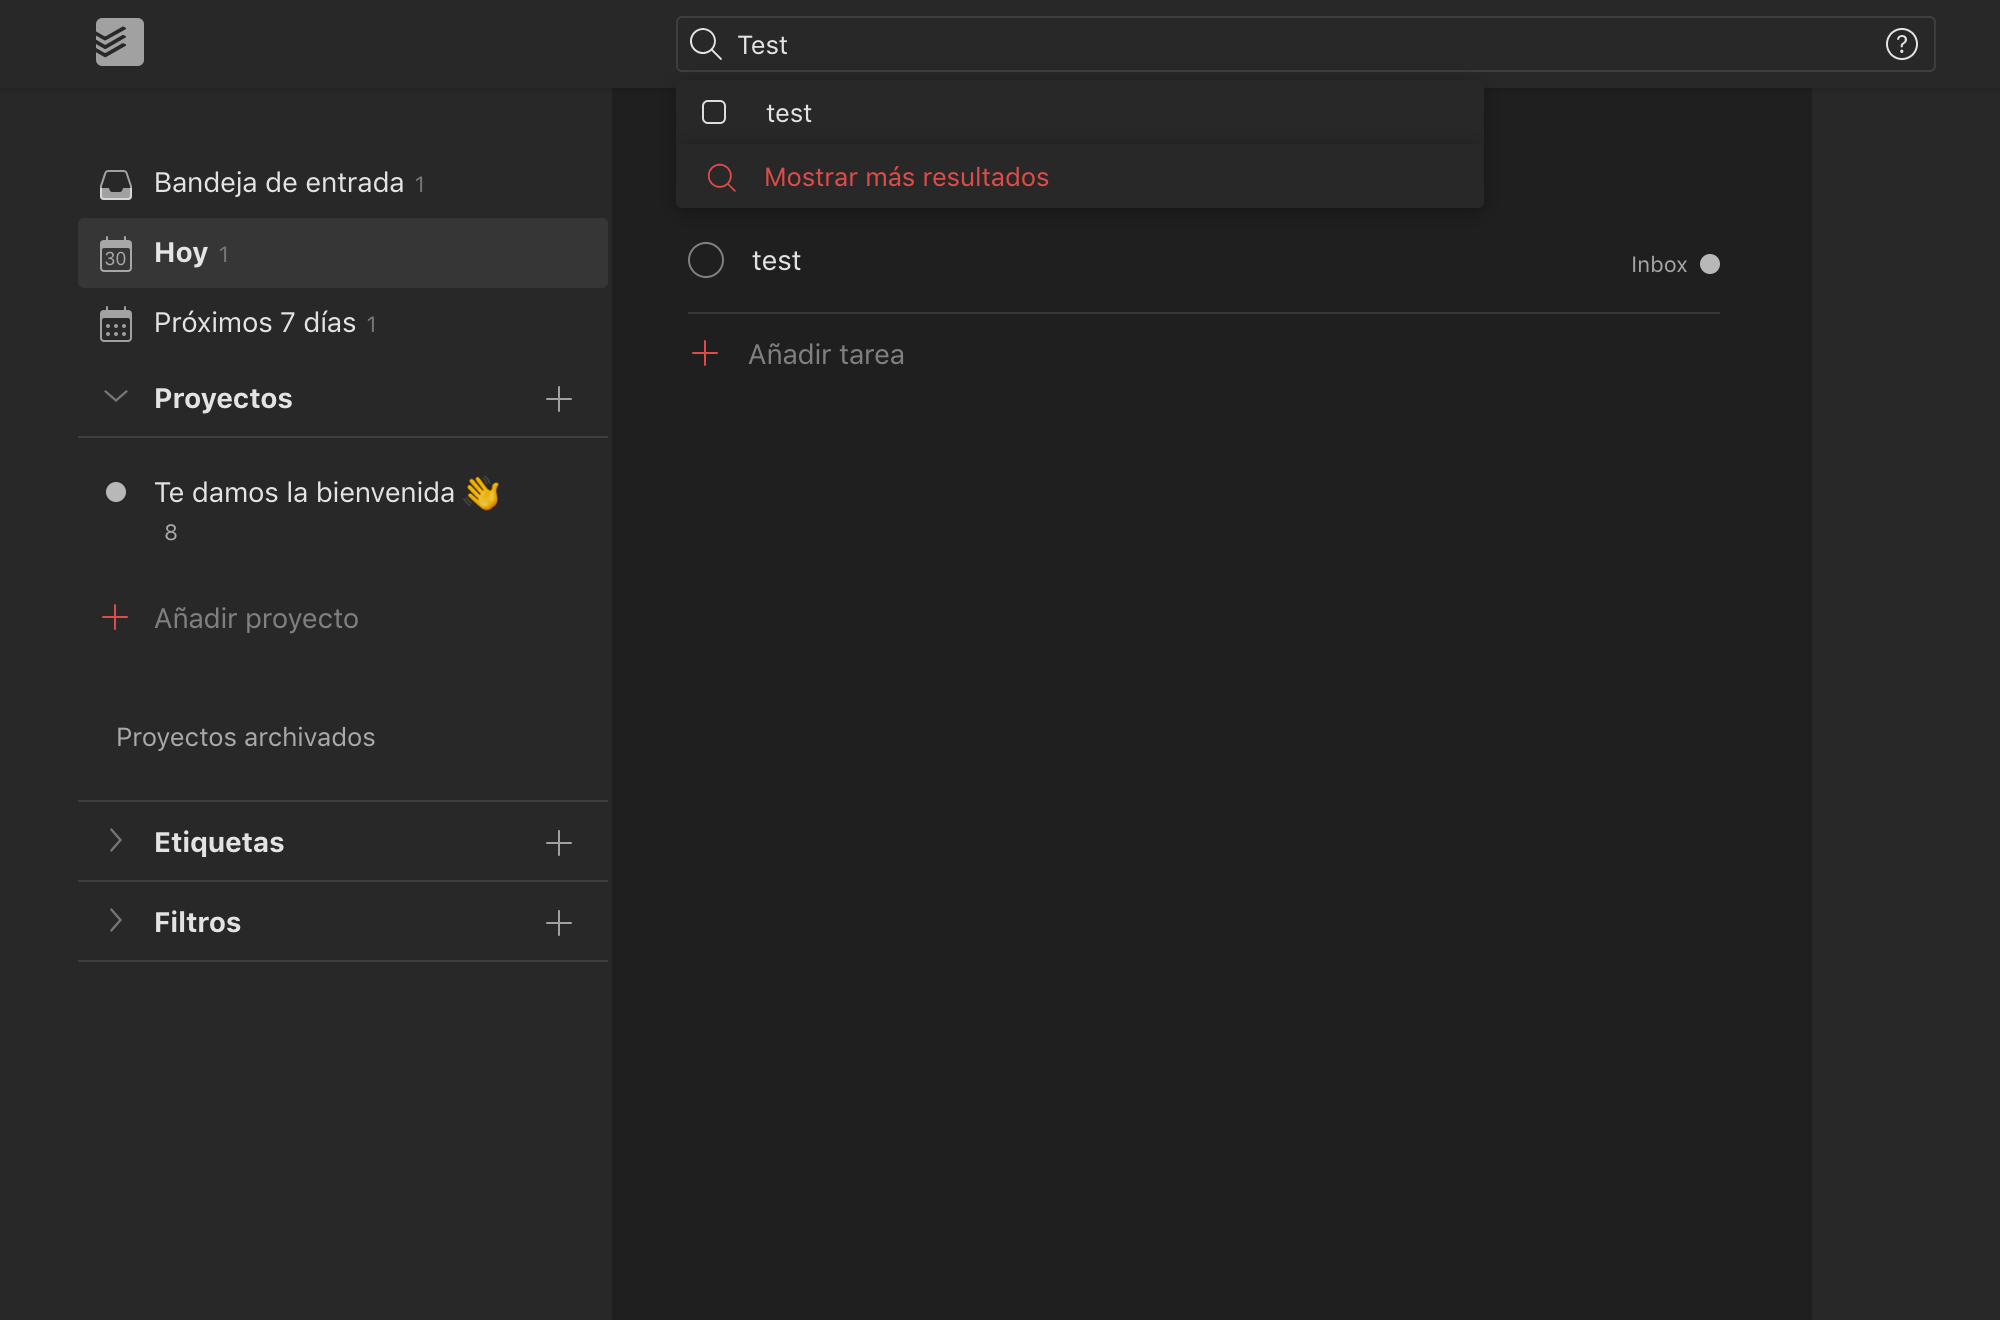 Test
?
test
Mostrar más resultados
Bandeja de entrada 1
30
Hoy 1
Próximos 7 días 1
Proyectos
Te damos la bienvenida 👋
8
Añadir proyecto
Proyectos archivados
Etiquetas
Filtros
test
Inbox
Añadir tarea